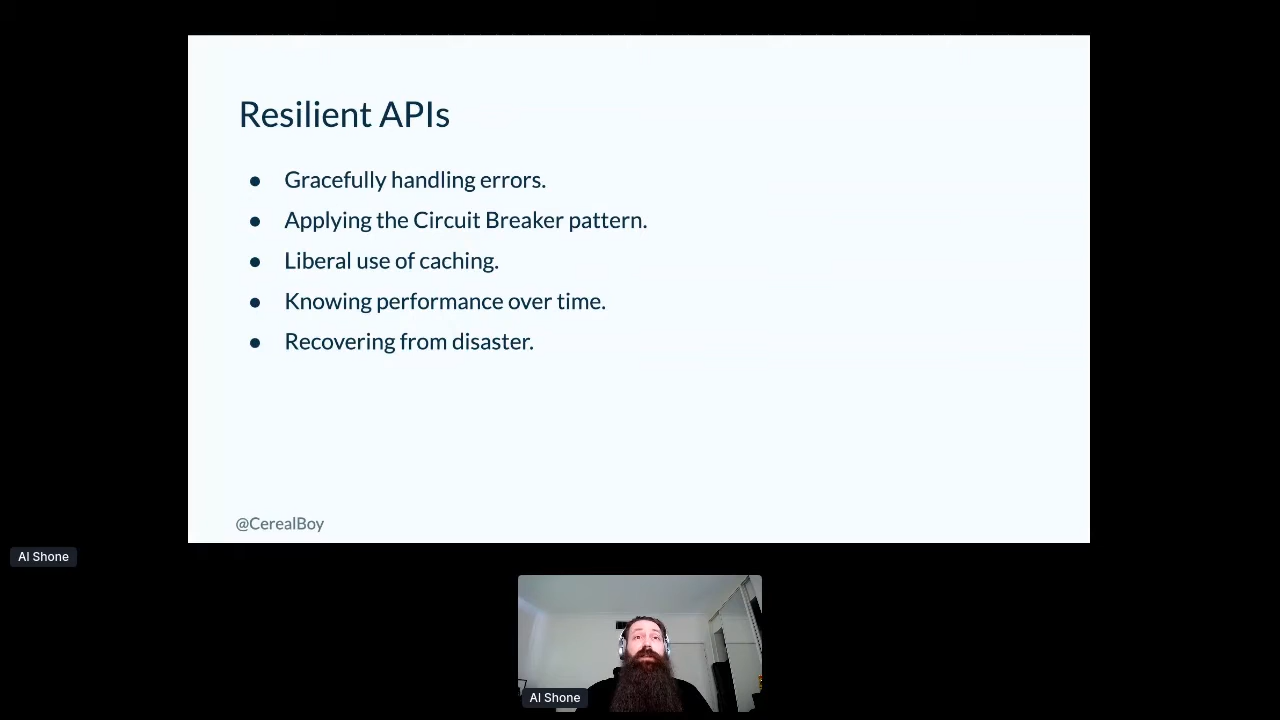 Resilient APIs
● Gracefully handling errors.
● Applying the Circuit Breaker pattern.
● Liberal use of caching.
● Knowing performance over time.
● Recovering from disaster.
@CerealBoy
Al Shone
Al Shone